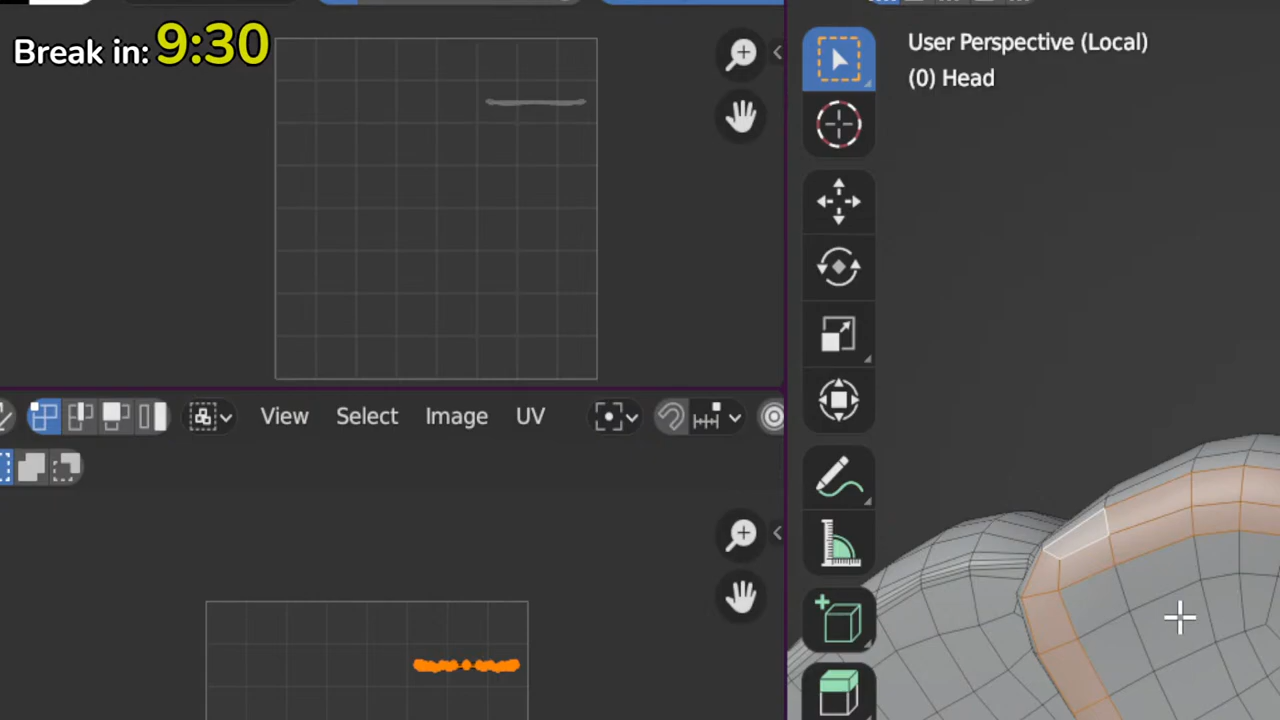 Break in: 9:30
User Perspective (Local)
(0) Head
View Select Image UV